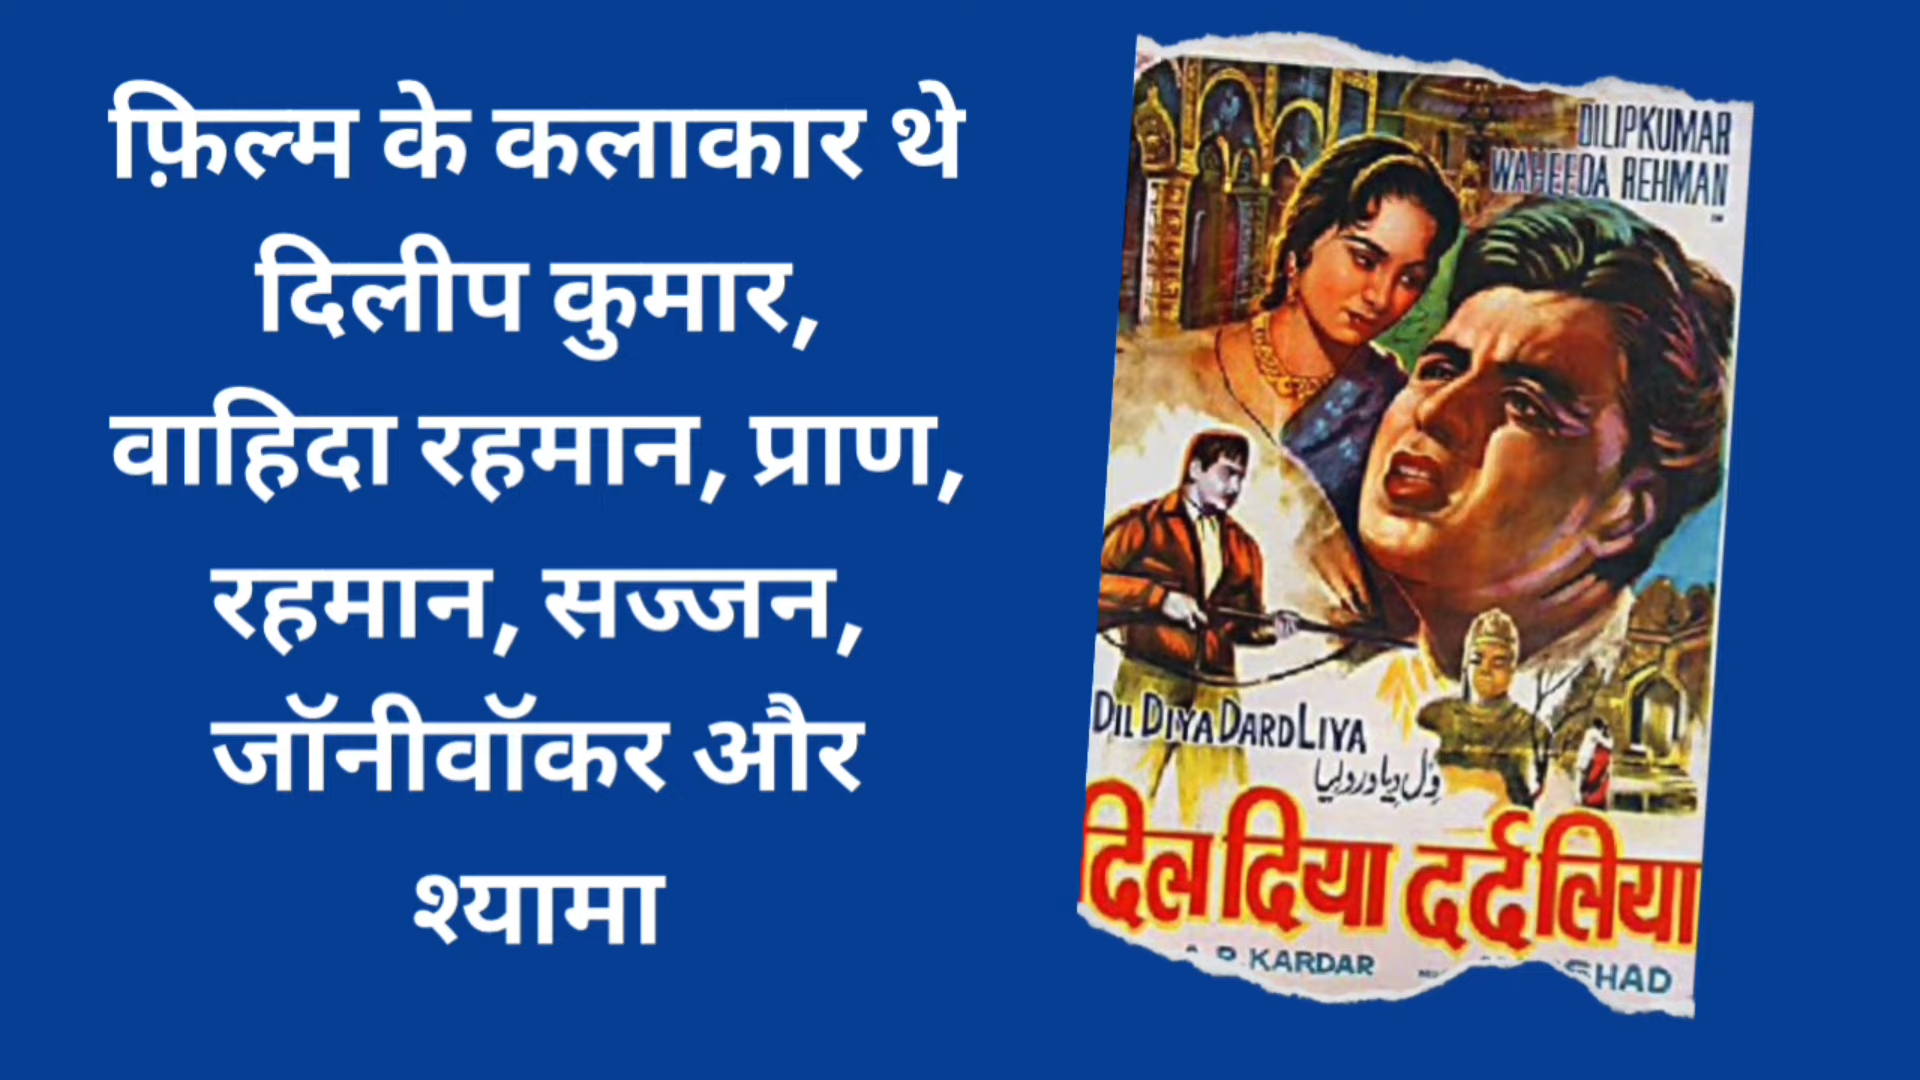 फ़िल्म के कलाकार थे
दिलीप कुमार,
वाहिदा रहमान, प्राण,
रहमान, सज्जन,
जॉनीवॉकर और
श्यामा
DILIPKUMAR
WAHEEDA REHMAN
DIL DIYA DARD LIYA
دل دیا درد لیا
दिल दिया दर्द लिया
KARDAR